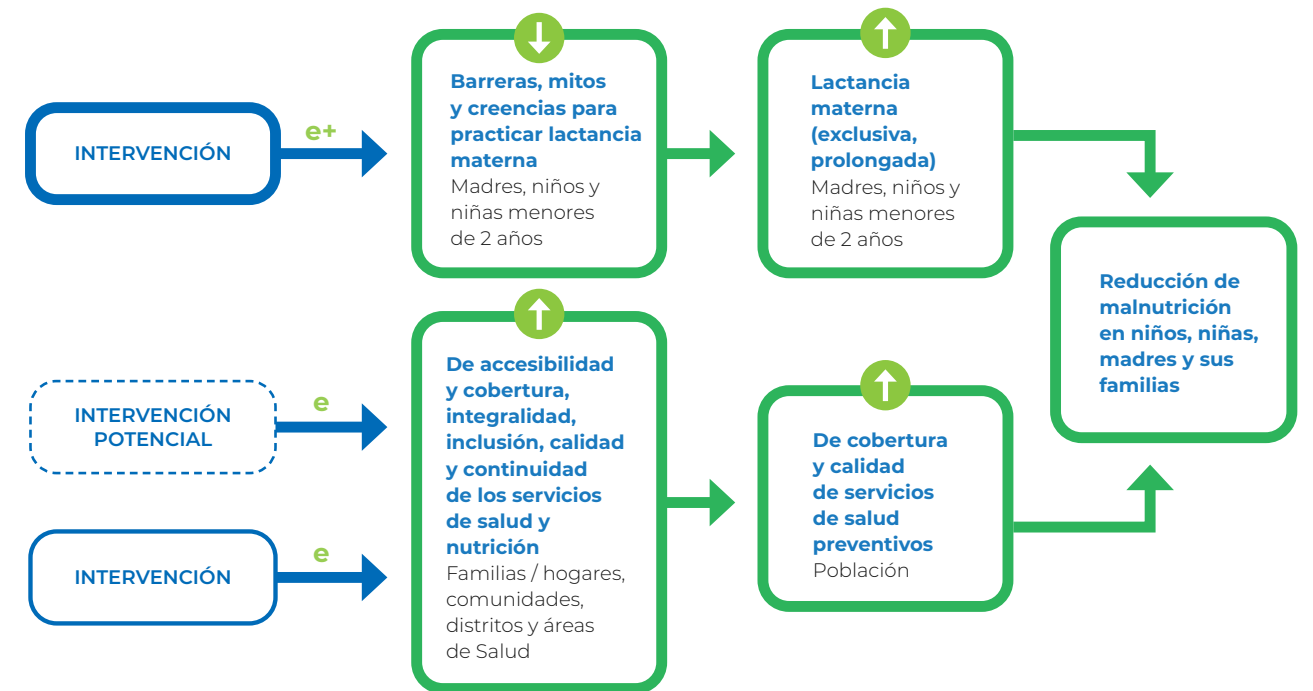 INTERVENCIÓN
e+
Barreras, mitos
y creencias para
practicar lactancia
materna
Madres, niños y
niñas menores
de 2 años
Lactancia
materna
(exclusiva,
prolongada)
Madres, niños y
niñas menores
de 2 años
INTERVENCIÓN
POTENCIAL
e
INTERVENCIÓN
e
De accesibilidad
y cobertura,
integralidad,
inclusión, calidad
y continuidad
de los servicios
de salud y
nutrición
Familias / hogares,
comunidades,
distritos y áreas
de Salud
De cobertura
y calidad
de servicios
de salud
preventivos
Población
Reducción de
malnutrición
en niños, niñas,
madres y sus
familias